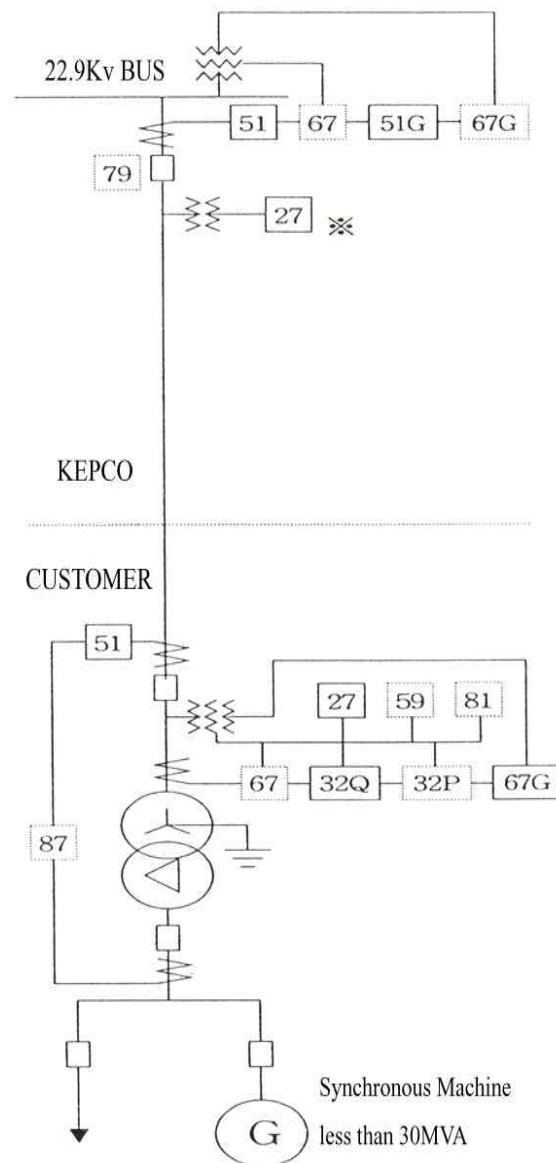 22.9Kv BUS
51
67
51G
67G
79
27
※
KEPCO
CUSTOMER
51
27
59
81
67
32Q
32P
67G
87
G
Synchronous Machine
less than 30MVA